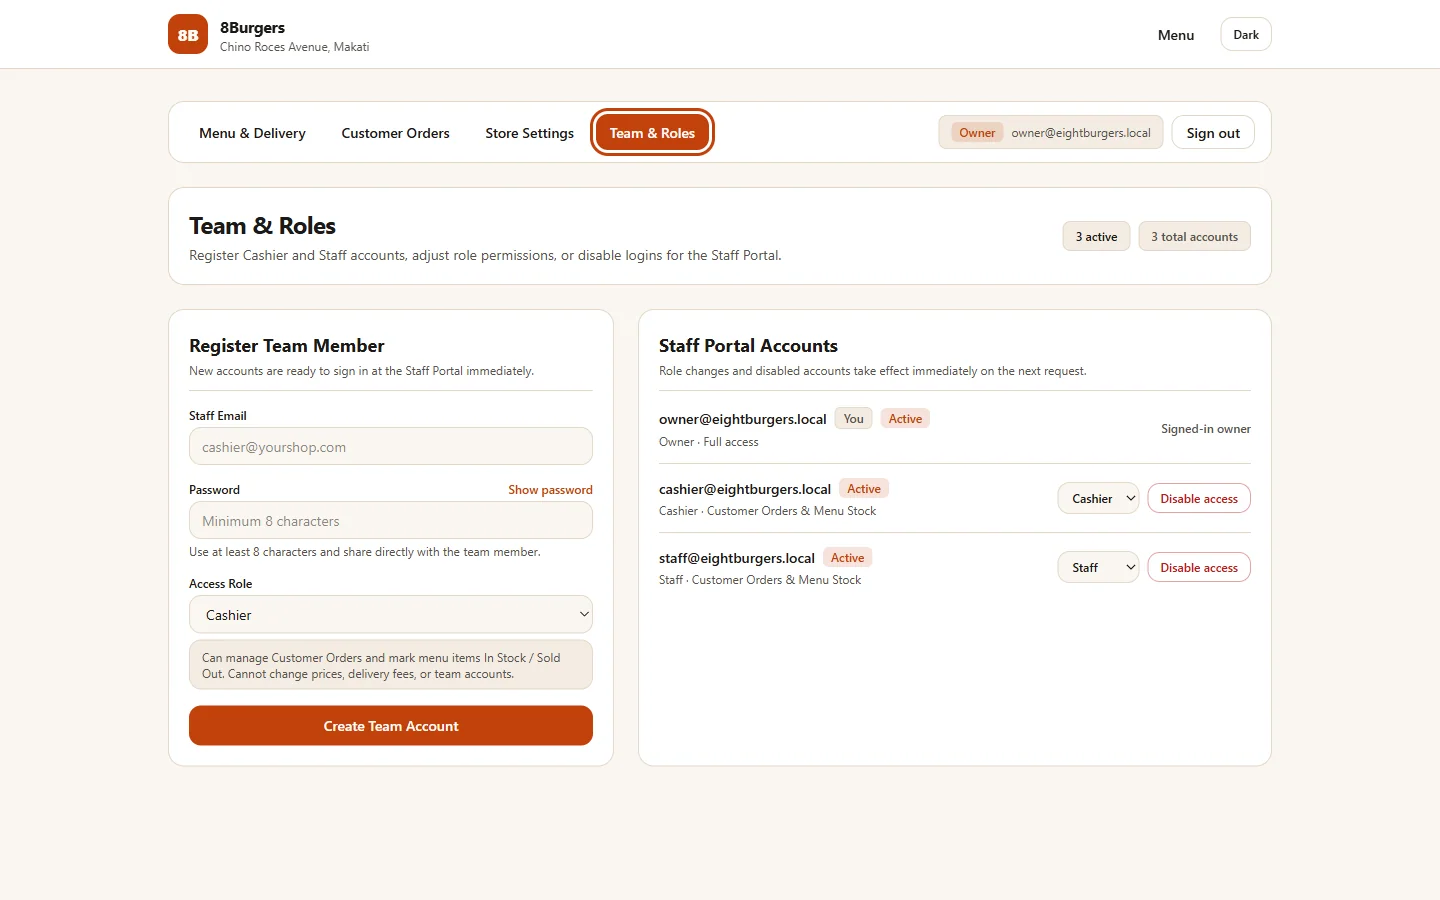 8B
8Burgers
Chino Roces Avenue, Makati
Menu
Dark
Menu & Delivery
Customer Orders
Store Settings
Team & Roles
Owner
owner@eightburgers.local
Sign out
Team & Roles
Register Cashier and Staff accounts, adjust role permissions, or disable logins for the Staff Portal.
3 active
3 total accounts
Register Team Member
New accounts are ready to sign in at the Staff Portal immediately.
Staff Email
cashier@yourshop.com
Password
Show password
Minimum 8 characters
Use at least 8 characters and share directly with the team member.
Access Role
Cashier
Can manage Customer Orders and mark menu items In Stock / Sold
Out. Cannot change prices, delivery fees, or team accounts.
Create Team Account
Staff Portal Accounts
Role changes and disabled accounts take effect immediately on the next request.
owner@eightburgers.local
You
Active
Owner · Full access
Signed-in owner
cashier@eightburgers.local
Active
Cashier · Customer Orders & Menu Stock
Cashier
Disable access
staff@eightburgers.local
Active
Staff · Customer Orders & Menu Stock
Staff
Disable access